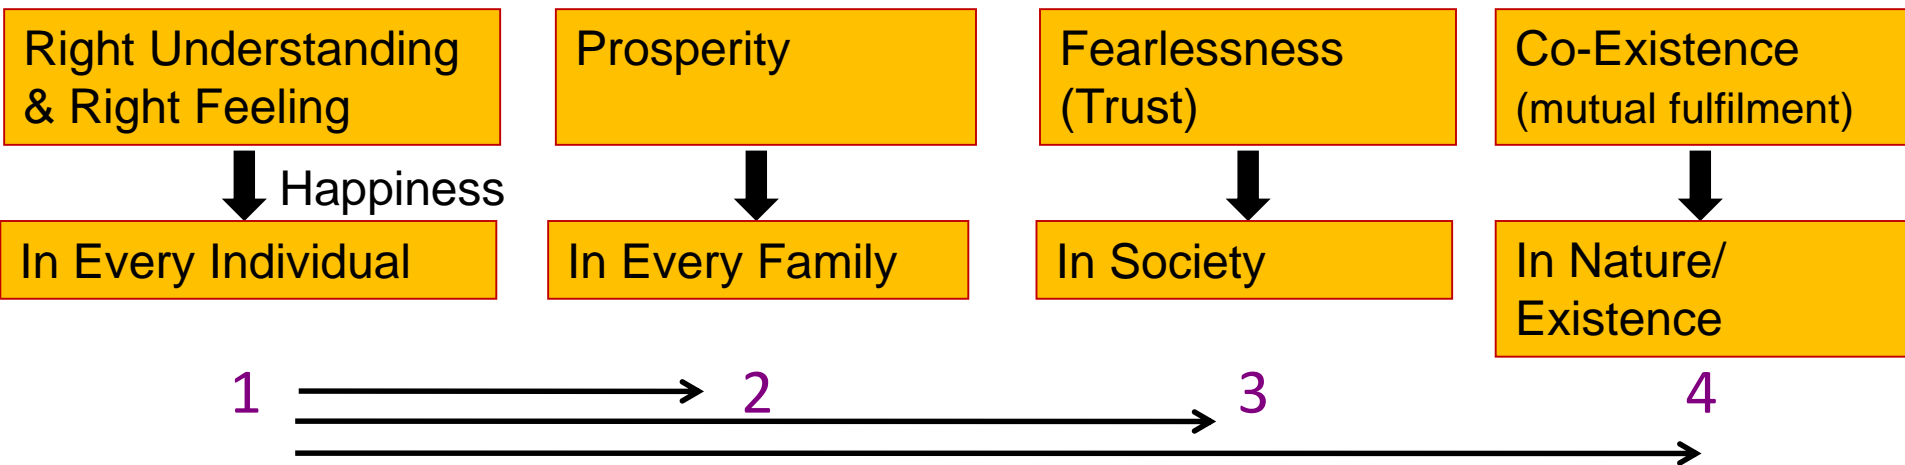 Right Understanding
& Right Feeling
Prosperity
Fearlessness
(Trust)
Co-Existence
(mutual fulfilment)
Happiness
In Every Individual
In Every Family
In Society
In Nature/
Existence
1
2
3
4